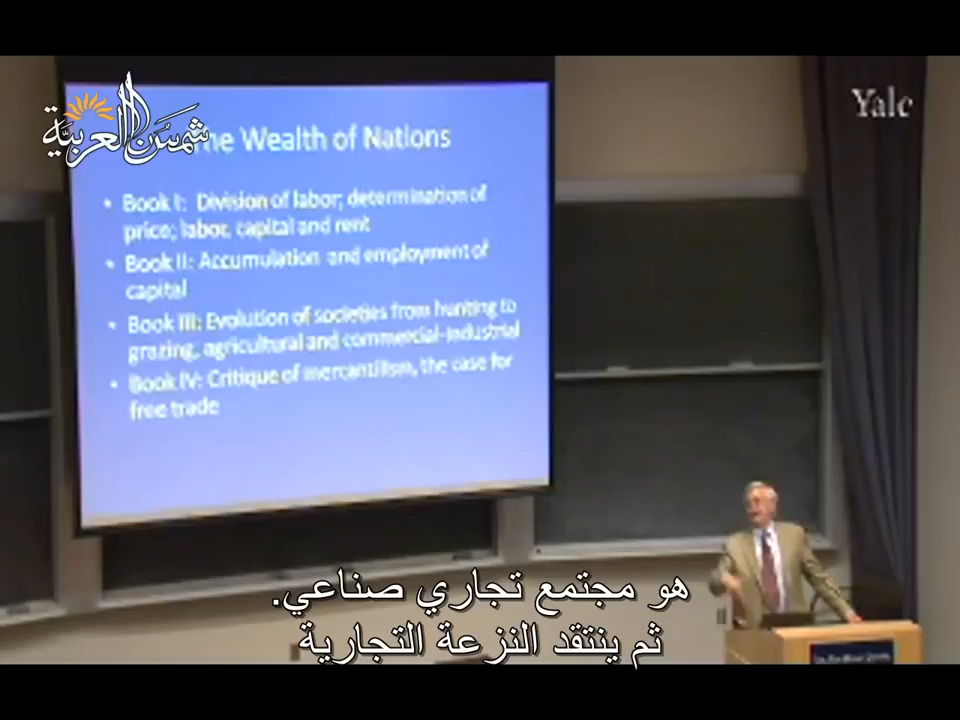 شمس العربية
Yale
The Wealth of Nations
• Book I: Division of labor; determination of
price; labor, capital and rent
• Book II: Accumulation and employment of
capital
• Book III: Evolution of societies from hunting to
grazing, agricultural and commercial-industrial
• Book IV: Critique of mercantilism, the case for
free trade
هو مجتمع تجاري صناعي.
ثم ينتقد النزعة التجارية